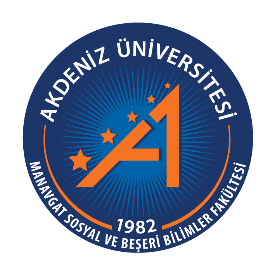 AKDENİZ ÜNİVERSİTESİ
1982
MANAVGAT SOSYAL VE BEŞERİ BİLİMLER FAKÜLTESİ